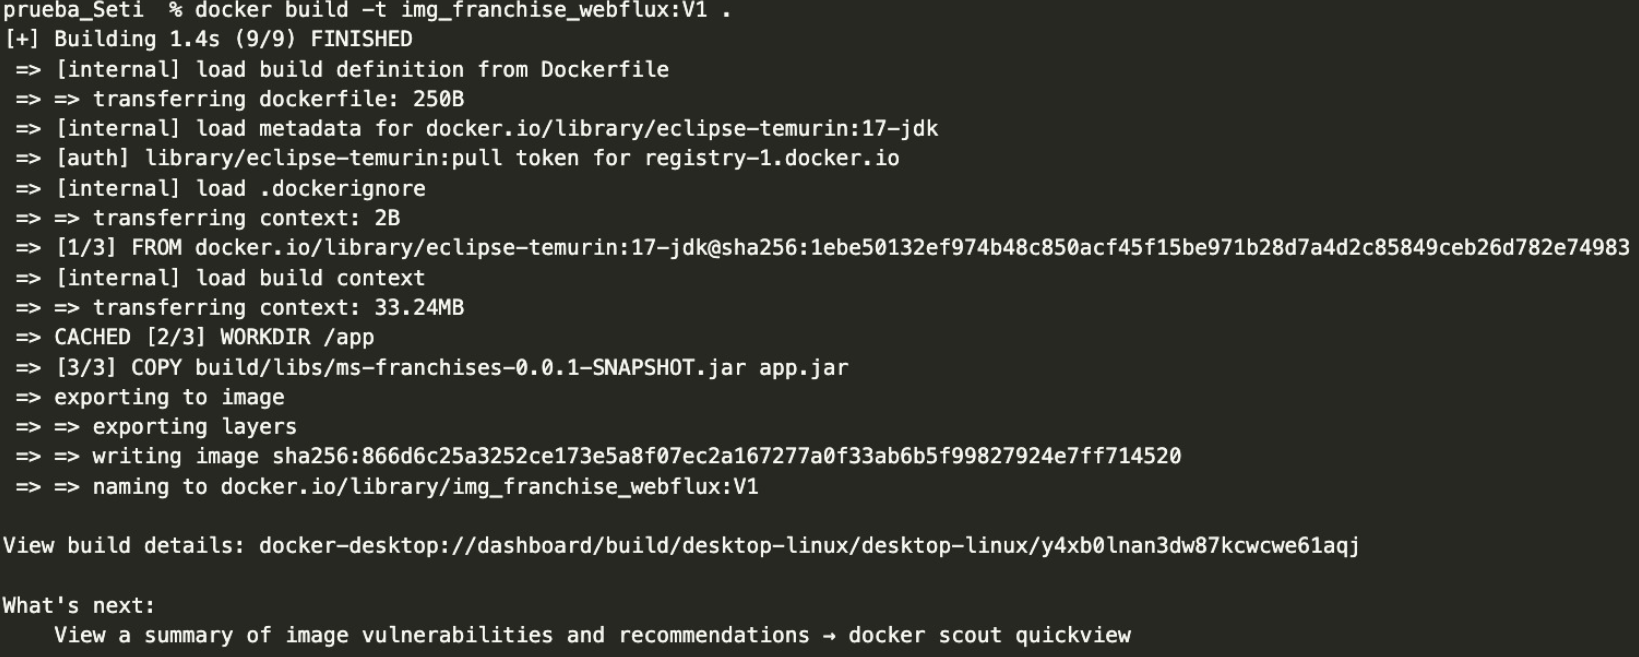 prueba_Seti  % docker build -t img_franchise_webflux:V1 .
[+] Building 1.4s (9/9) FINISHED
 => [internal] load build definition from Dockerfile
 => => transferring dockerfile: 250B
 => [internal] load metadata for docker.io/library/eclipse-temurin:17-jdk
 => [auth] library/eclipse-temurin:pull token for registry-1.docker.io
 => [internal] load .dockerignore
 => => transferring context: 2B
 => [1/3] FROM docker.io/library/eclipse-temurin:17-jdk@sha256:1ebe50132ef974b48c850acf45f15be971b28d7a4d2c85849ceb26d782e74983
 => [internal] load build context
 => => transferring context: 33.24MB
 => CACHED [2/3] WORKDIR /app
 => [3/3] COPY build/libs/ms-franchises-0.0.1-SNAPSHOT.jar app.jar
 => exporting to image
 => => exporting layers
 => => writing image sha256:866d6c25a3252ce173e5a8f07ec2a167277a0f33ab6b5f99827924e7ff714520
 => => naming to docker.io/library/img_franchise_webflux:V1

View build details: docker-desktop://dashboard/build/desktop-linux/desktop-linux/y4xb0lnan3dw87kcwcwe61aqj

What's next:
    View a summary of image vulnerabilities and recommendations → docker scout quickview